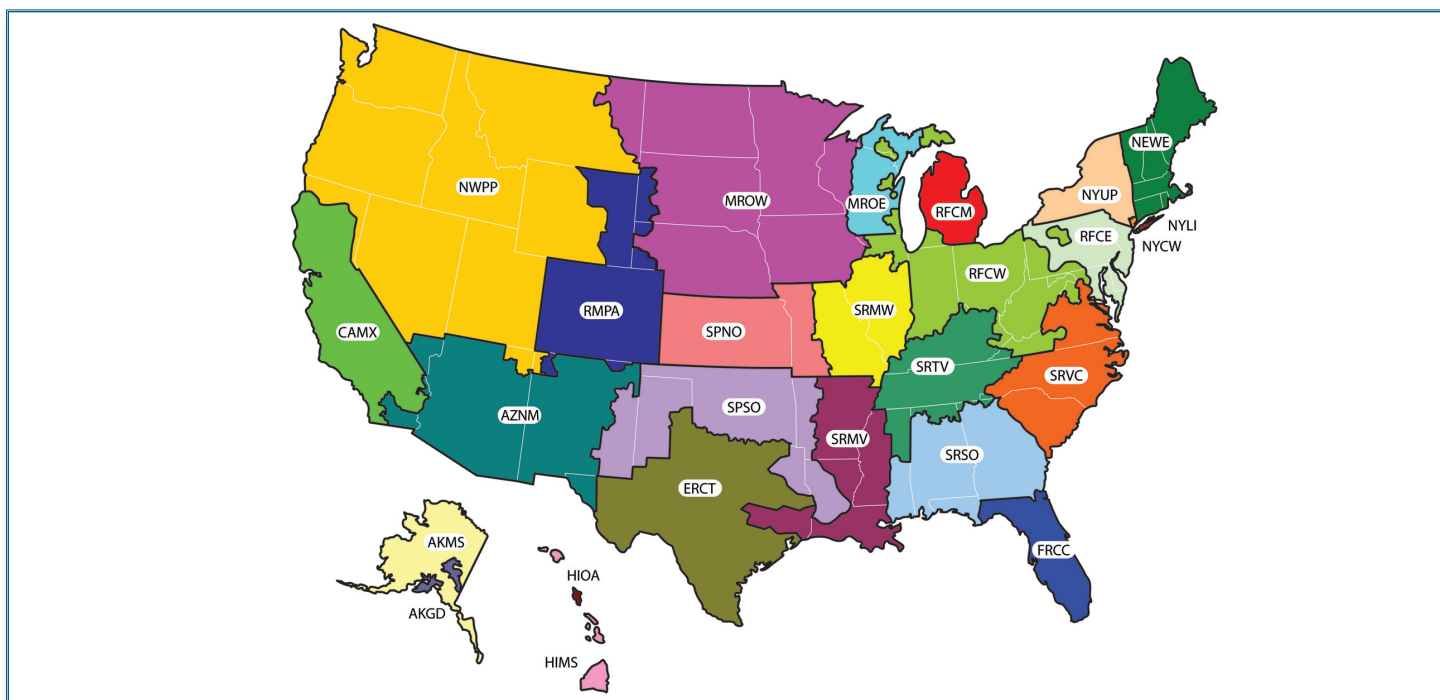 NEWE
NWPP
MROW
NYUP
MROE
RFCM
NYLI
RFCE
NYCW
RFCW
RMPA
SRMW
CAMX
SPNO
SRTV
SRVC
SPSO
AZNM
SRMV
SRSO
ERCT
AKMS
FRCC
HIOA
AKGD
HIMS